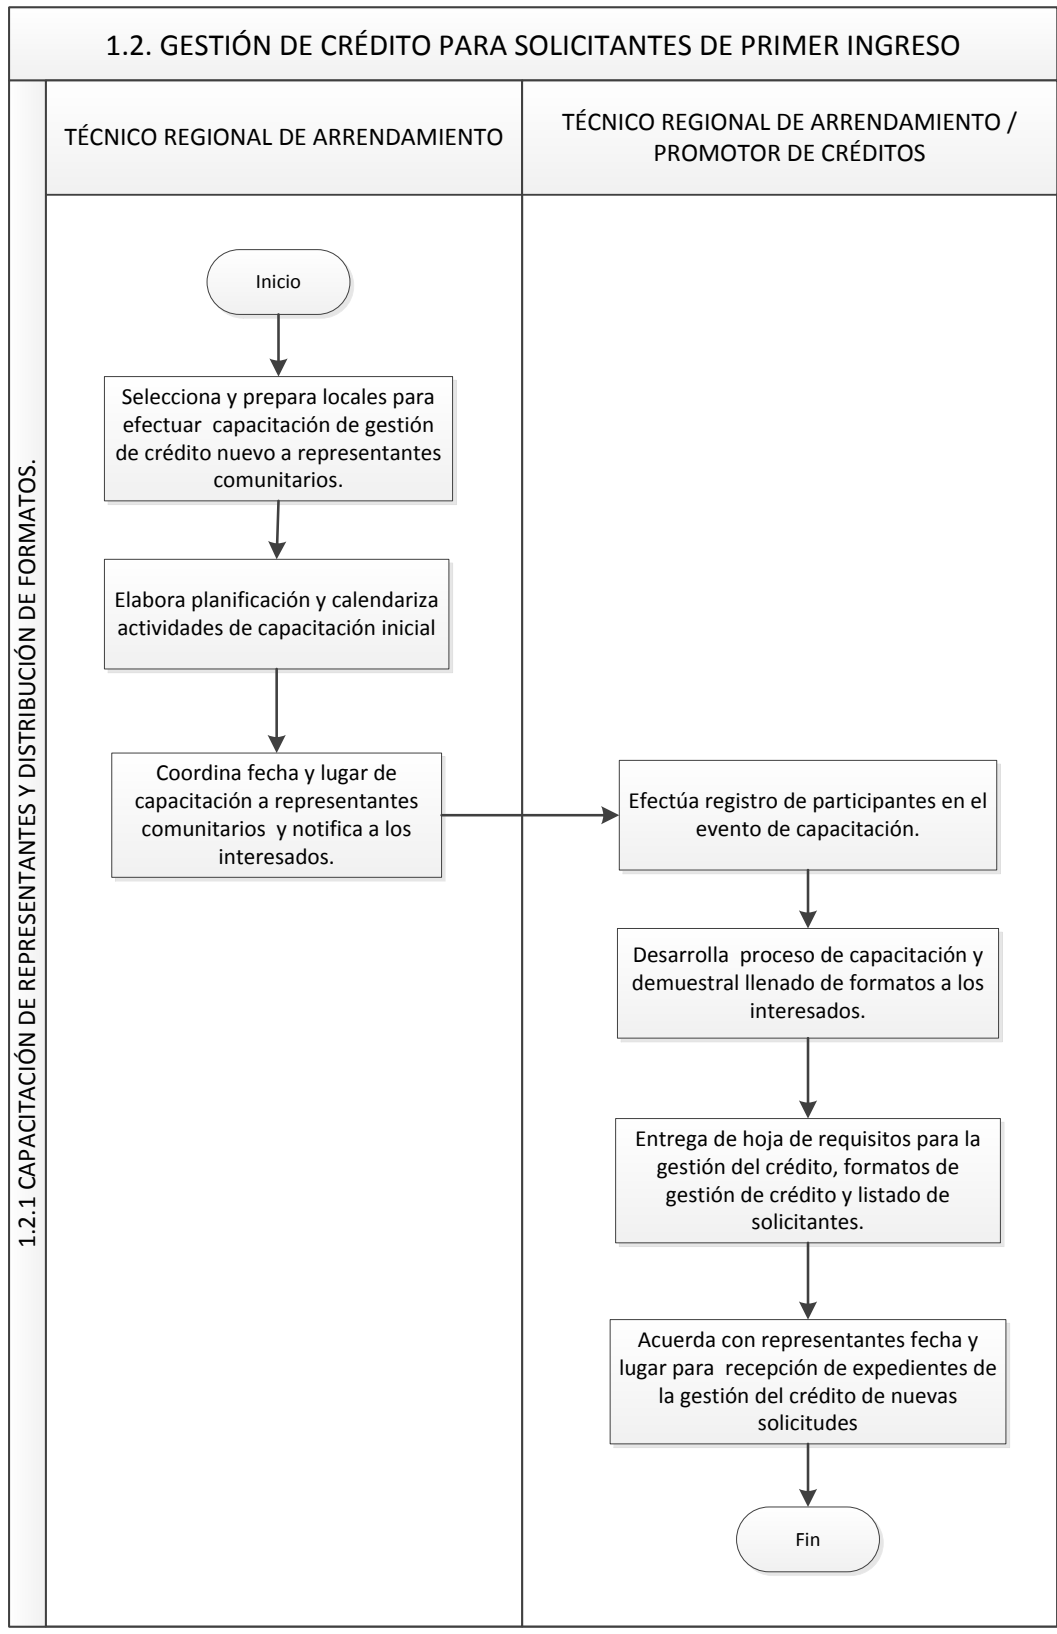 1.2. GESTIÓN DE CRÉDITO PARA SOLICITANTES DE PRIMER INGRESO
1.2.1 CAPACITACIÓN DE REPRESENTANTES Y DISTRIBUCIÓN DE FORMATOS.
TÉCNICO REGIONAL DE ARRENDAMIENTO
TÉCNICO REGIONAL DE ARRENDAMIENTO /
PROMOTOR DE CRÉDITOS
Inicio
Selecciona y prepara locales para
efectuar capacitación de gestión
de crédito nuevo a representantes
comunitarios.
Elabora planificación y calendariza
actividades de capacitación inicial
Coordina fecha y lugar de
capacitación a representantes
comunitarios y notifica a los
interesados.
Efectúa registro de participantes en el
evento de capacitación.
Desarrolla proceso de capacitación y
demuestral llenado de formatos a los
interesados.
Entrega de hoja de requisitos para la
gestión del crédito, formatos de
gestión de crédito y listado de
solicitantes.
Acuerda con representantes fecha y
lugar para recepción de expedientes de
la gestión del crédito de nuevas
solicitudes
Fin